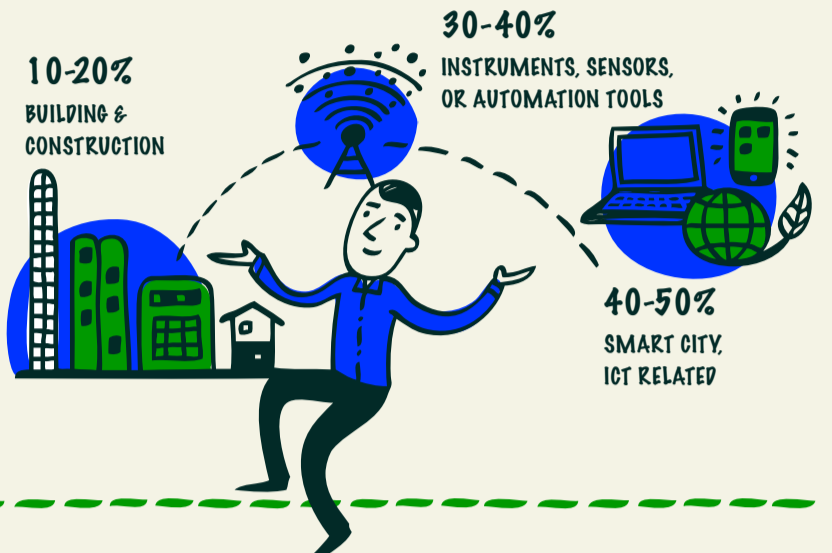 10-20%
BUILDING &
CONSTRUCTION
30-40%
INSTRUMENTS, SENSORS,
OR AUTOMATION TOOLS
40-50%
SMART CITY,
ICT RELATED